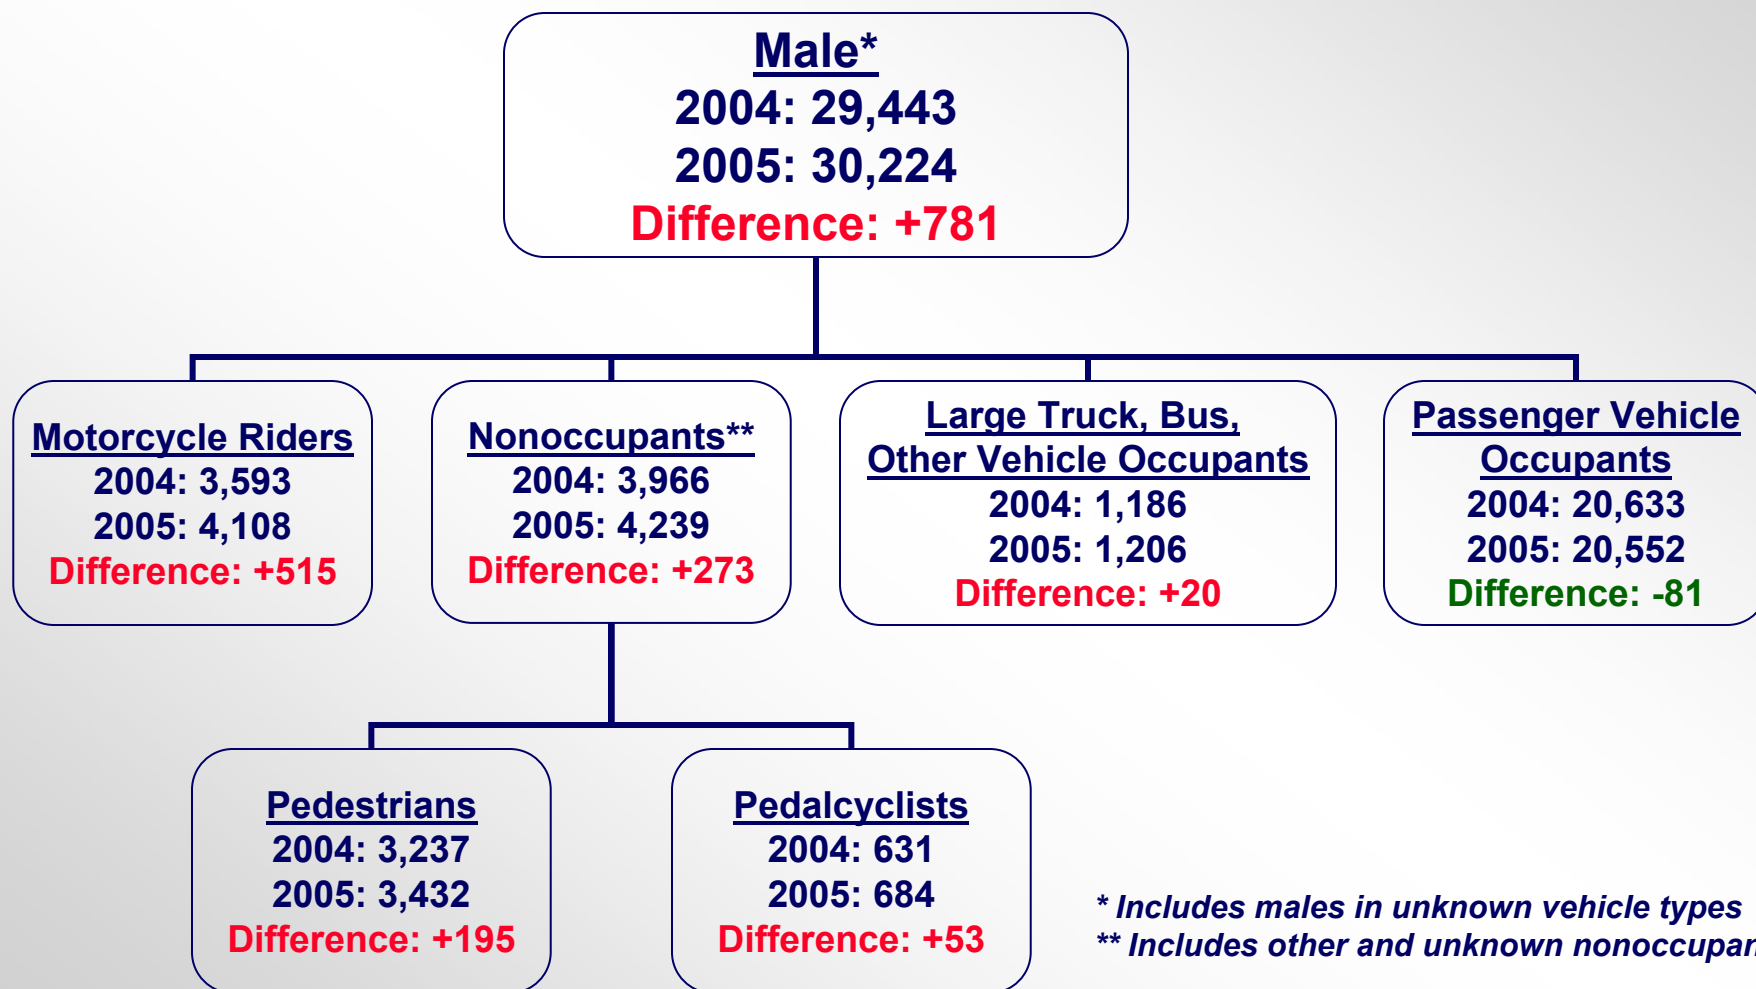 Male*
2004: 29,443
2005: 30,224
Difference: +781
Motorcycle Riders
2004: 3,593
2005: 4,108
Difference: +515
Nonoccupants**
2004: 3,966
2005: 4,239
Difference: +273
Large Truck, Bus,
Other Vehicle Occupants
2004: 1,186
2005: 1,206
Difference: +20
Passenger Vehicle
Occupants
2004: 20,633
2005: 20,552
Difference: -81
Pedestrians
2004: 3,237
2005: 3,432
Difference: +195
Pedalcyclists
2004: 631
2005: 684
Difference: +53
* Includes males in unknown vehicle types
** Includes other and unknown nonoccupan